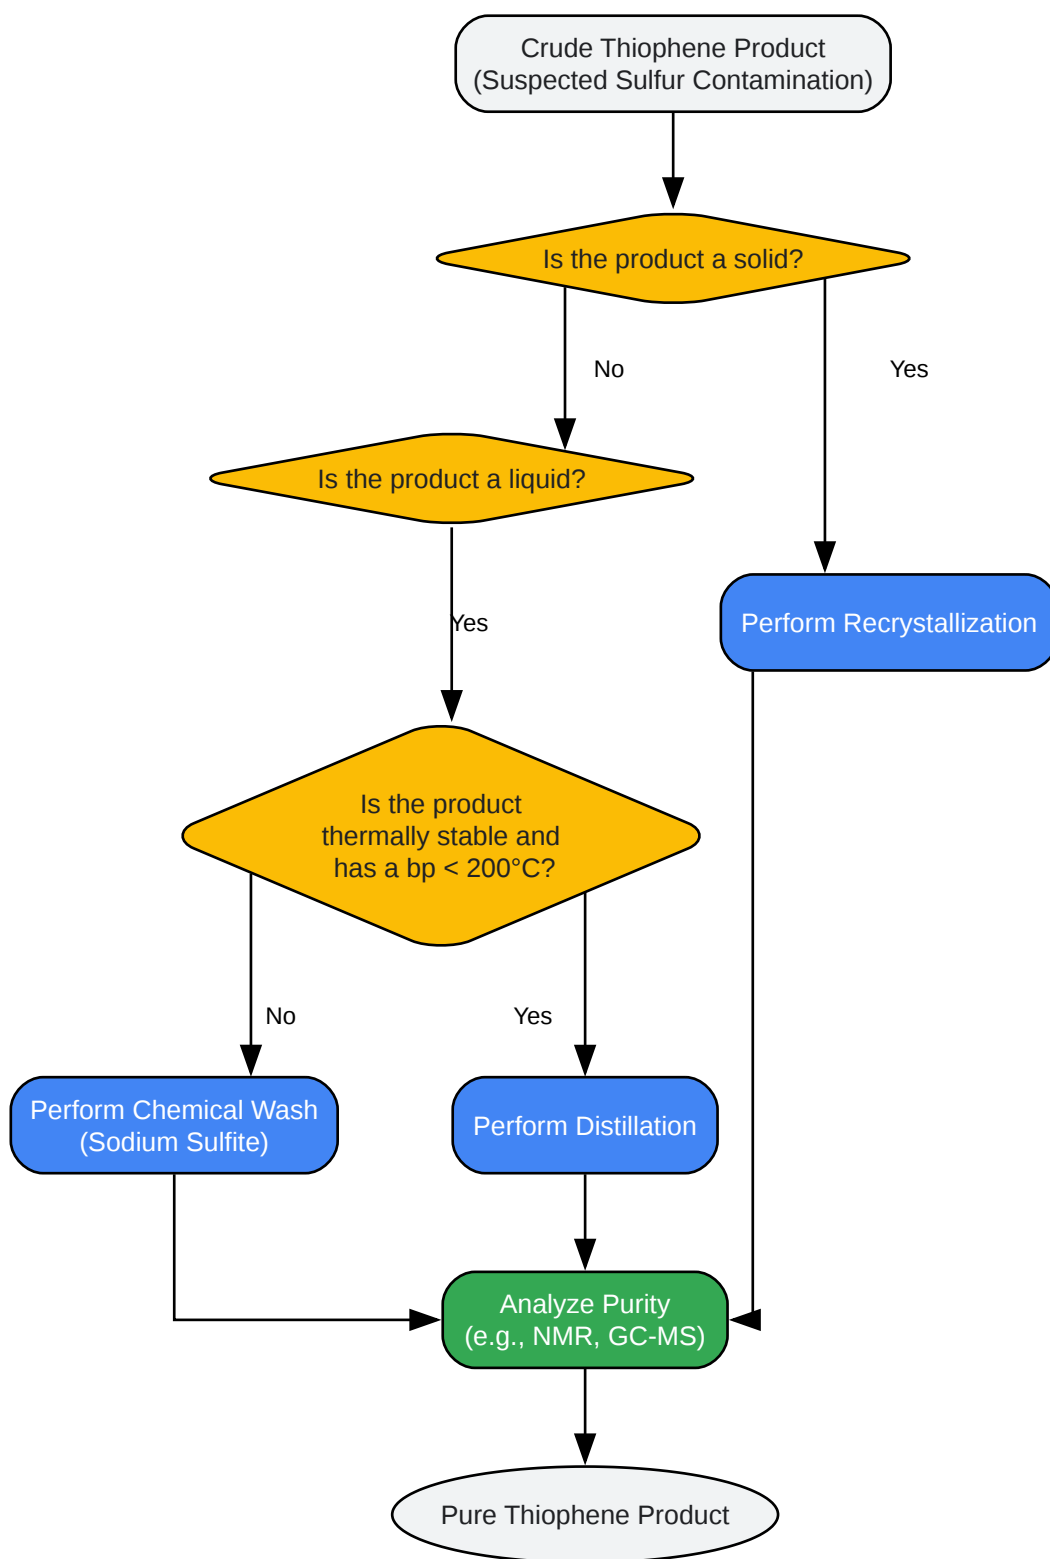 Crude Thiophene Product
(Suspected Sulfur Contamination)
Is the product a solid?
No
Yes
Is the product a liquid?
Yes
Perform Recrystallization
Is the product
thermally stable and
has a bp < 200°C?
No
Yes
Perform Chemical Wash
(Sodium Sulfite)
Perform Distillation
Analyze Purity
(e.g., NMR, GC-MS)
Pure Thiophene Product